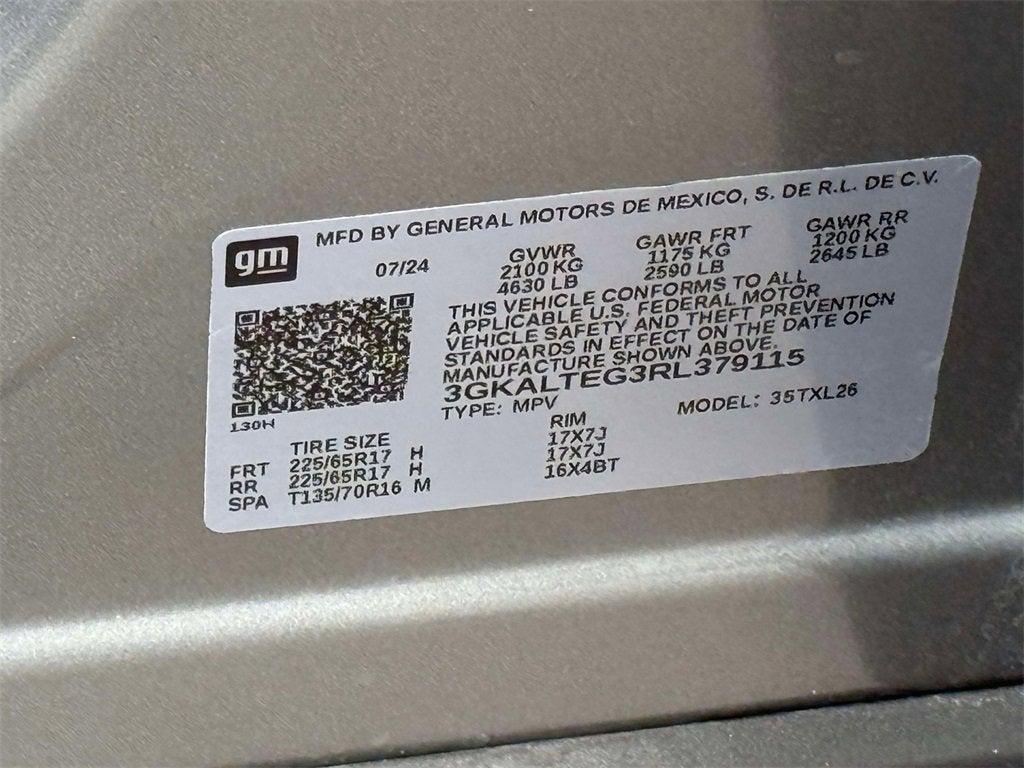 gm
MFD BY GENERAL MOTORS DE MEXICO, S. DE R.L. DE C.V.
07/24
GVWR
2100 KG
4630 LB
GAWR FRT
1175 KG
2590 LB
GAWR RR
1200 KG
2645 LB
THIS VEHICLE CONFORMS TO ALL
APPLICABLE U.S. FEDERAL MOTOR
VEHICLE SAFETY AND THEFT PREVENTION
STANDARDS IN EFFECT ON THE DATE OF
MANUFACTURE SHOWN ABOVE.
3GKALTEG3RL379115
TYPE: MPV
MODEL: 35TXL26
130H
TIRE SIZE RIM
FRT 225/65R17 H 17X7J
RR 225/65R17 H 17X7J
SPA T135/70R16 M 16X4BT